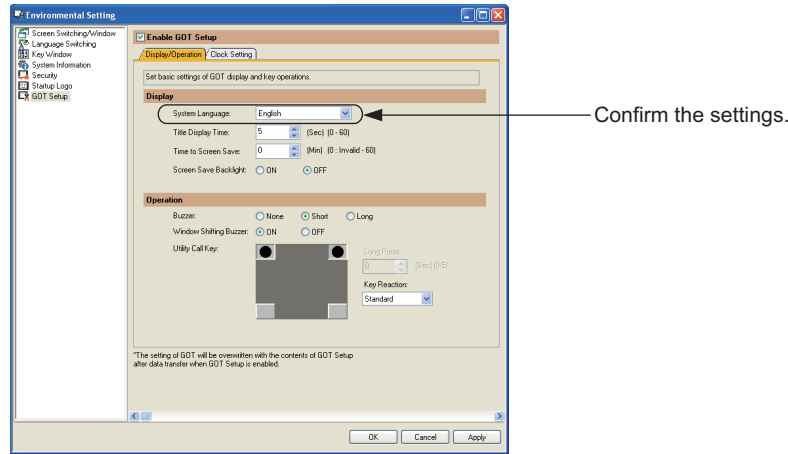 Environmental Setting
Screen Switching/Window
Language Switching
Key Window
System Information
Security
Startup Logo
GOT Setup
Enable GOT Setup
Display/Operation
Clock Setting
Set basic settings of GOT display and key operations.
Display
System Language: English
Confirm the settings.
Title Display Time: 5 (Sec) (0 - 60)
Time to Screen Save: 0 (Min) (0 : Invalid - 60)
Screen Save Backlight: ON OFF
Operation
Buzzer: None Short Long
Window Shifting Buzzer: ON OFF
Utility Call Key:
Long Press:
0 (Sec) (0-5)
Key Reaction:
Standard
*The setting of GOT will be overwritten with the contents of GOT Setup
after data transfer when GOT Setup is enabled.
OK Cancel Apply